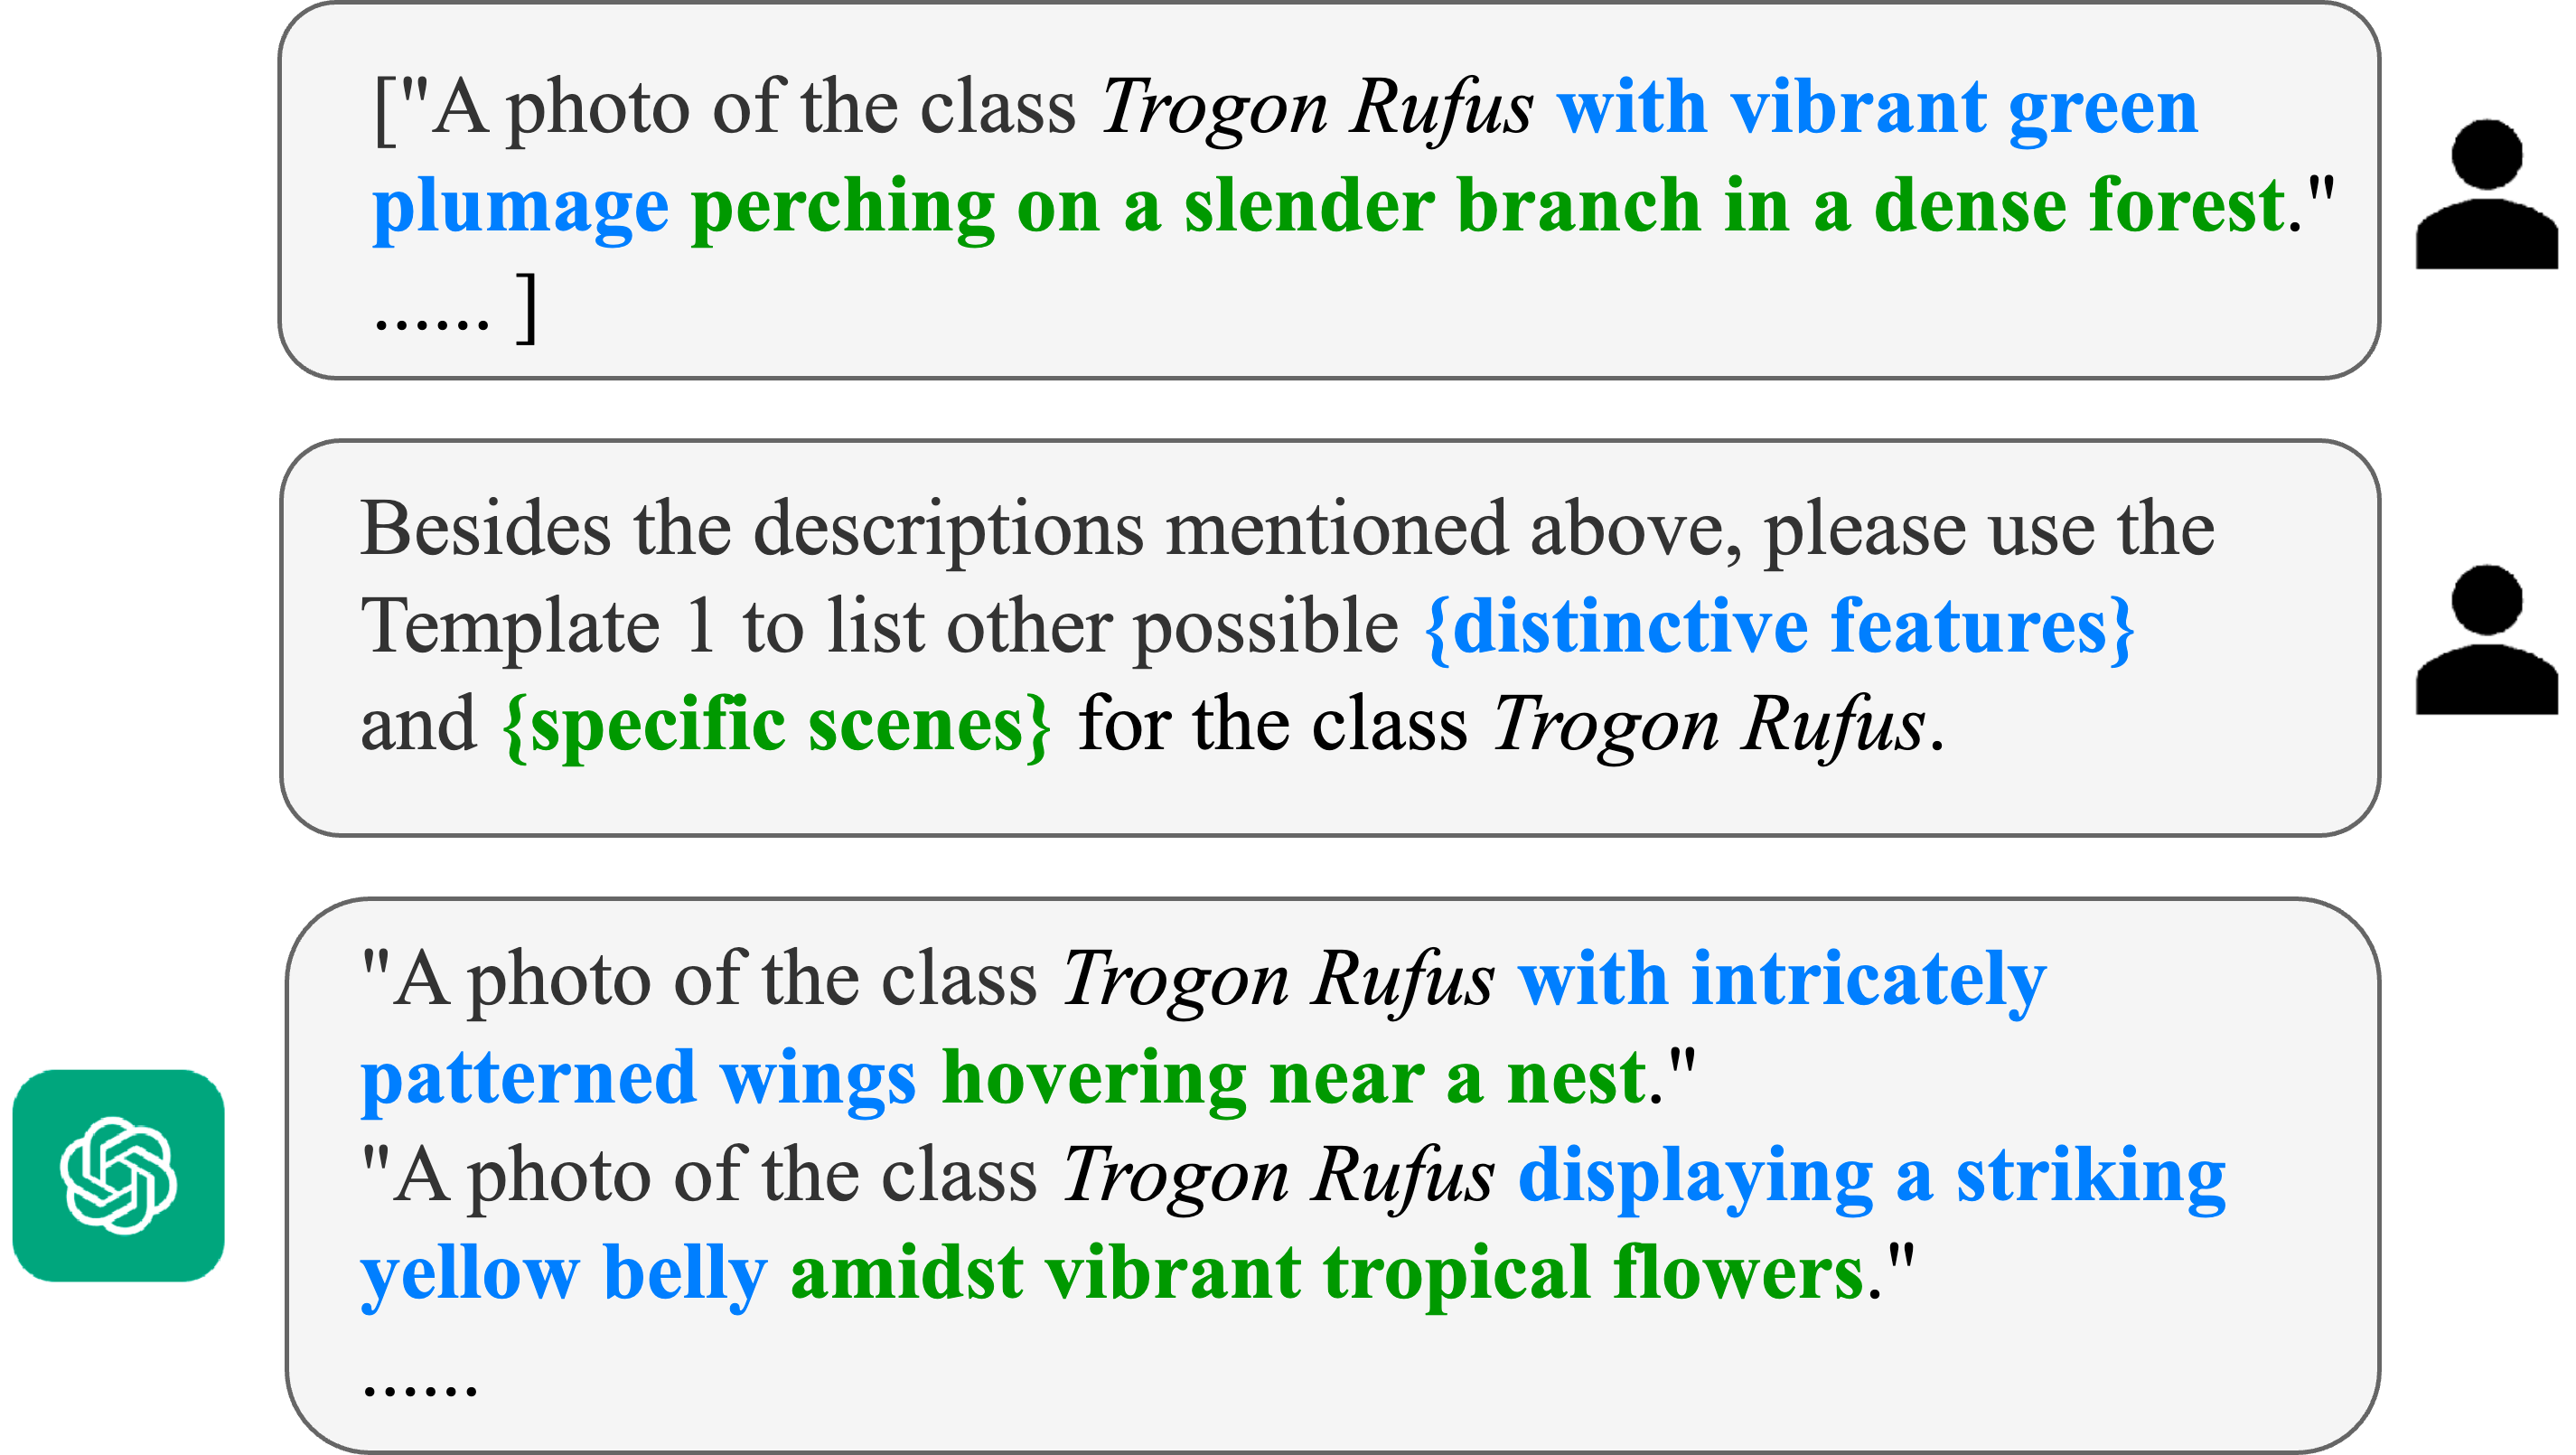 ["A photo of the class Trogon Rufus with vibrant green
plumage perching on a slender branch in a dense forest."
...... ]
Besides the descriptions mentioned above, please use the
Template 1 to list other possible {distinctive features}
and {specific scenes} for the class Trogon Rufus.
"A photo of the class Trogon Rufus with intricately
patterned wings hovering near a nest."
"A photo of the class Trogon Rufus displaying a striking
yellow belly amidst vibrant tropical flowers."
......